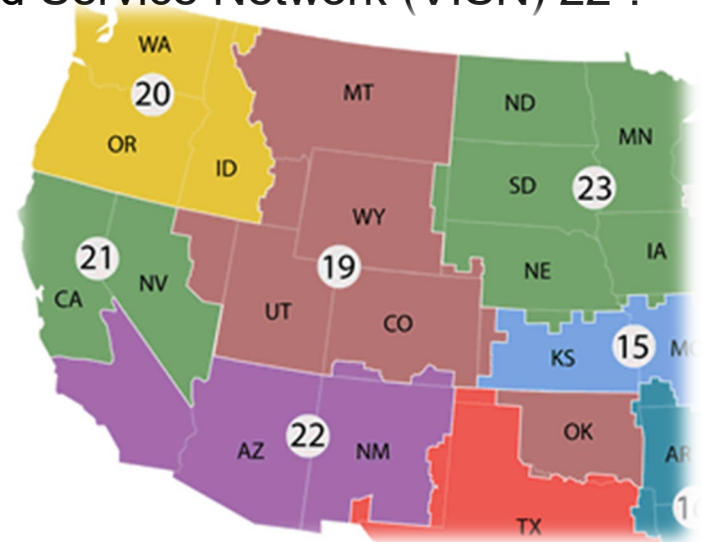 d Service Network (VISN) 22 ?
WA
20
MT
ND
OR
MN
ID
SD
23
WY
21
19
IA
NV
NE
CA
UT
CO
15
KS
22
OK
AZ
NM
AR
TX